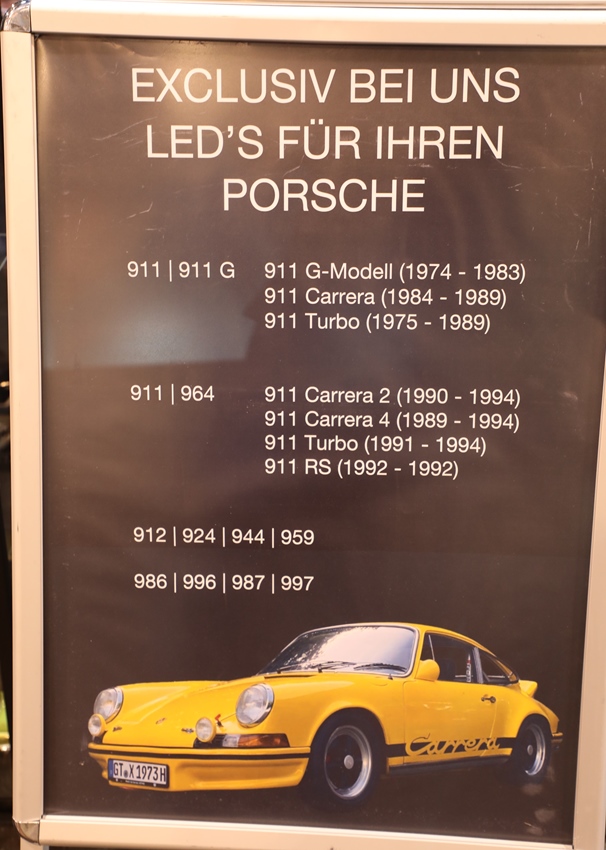 EXCLUSIV BEI UNS
LED'S FÜR IHREN
PORSCHE
911 | 911 G 911 G-Modell (1974 - 1983)
911 Carrera (1984 - 1989)
911 Turbo (1975 - 1989)
911 | 964 911 Carrera 2 (1990 - 1994)
911 Carrera 4 (1989 - 1994)
911 Turbo (1991 - 1994)
911 RS (1992 - 1992)
912 | 924 | 944 | 959
986 | 996 | 987 | 997
Carrera
GT X 1973H